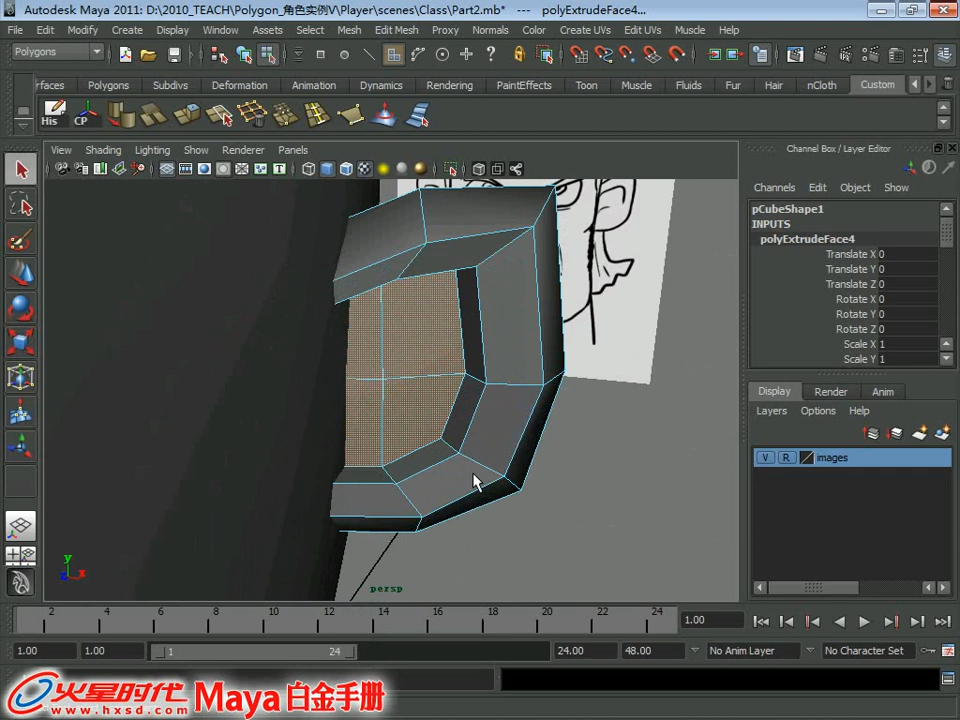 Autodesk Maya 2011: D:\2010_TEACH\Polygon_角色实例V\Player\scenes\Class\Part2.mb* --- polyExtrudeFace4...
File Edit Modify Create Display Window Assets Select Mesh Edit Mesh Proxy Normals Color Create UVs Edit UVs Muscle Help
Polygons
rfaces Polygons Subdivs Deformation Animation Dynamics Rendering PaintEffects Toon Muscle Fluids Fur Hair nCloth Custom
His CP
View Shading Lighting Show Renderer Panels
Channel Box / Layer Editor
Channels Edit Object Show
pCubeShape1
INPUTS
polyExtrudeFace4
Translate X 0
Translate Y 0
Translate Z 0
Rotate X 0
Rotate Y 0
Rotate Z 0
Scale X 1
Scale Y 1
Display Render Anim
Layers Options Help
V R images
y
z x
persp
2 4 6 8 10 12 14 16 18 20 22 24
1.00
1.00 1.00 1 24 24.00 48.00 No Anim Layer No Character Set
火星时代 Maya 白金手册
www.hxsd.com